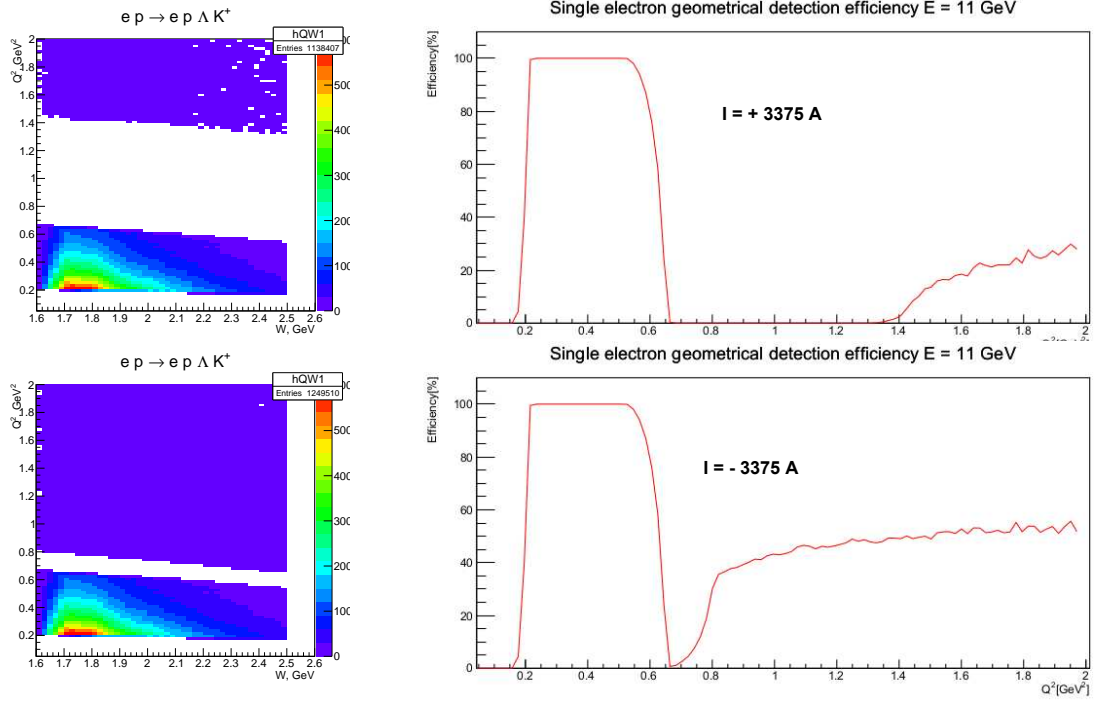 e p → e p Λ K⁺
hQW1
Entries 1138407
Q², GeV²
2
1.8
1.6
1.4
1.2
1
0.8
0.6
0.4
0.2
500
400
300
200
100
0
1.6 1.7 1.8 1.9 2 2.1 2.2 2.3 2.4 2.5 2.6
W, GeV
Single electron geometrical detection efficiency E = 11 GeV
Efficiency[%]
100
80
60
40
20
0
I = + 3375 A
0.2 0.4 0.6 0.8 1 1.2 1.4 1.6 1.8 2
e p → e p Λ K⁺
hQW1
Entries 1249510
Q², GeV²
2
1.8
1.6
1.4
1.2
1
0.8
0.6
0.4
0.2
500
400
300
200
100
0
1.6 1.7 1.8 1.9 2 2.1 2.2 2.3 2.4 2.5 2.6
W, GeV
Single electron geometrical detection efficiency E = 11 GeV
Efficiency[%]
100
80
60
40
20
0
I = - 3375 A
0.2 0.4 0.6 0.8 1 1.2 1.4 1.6 1.8 2
Q²[GeV²]